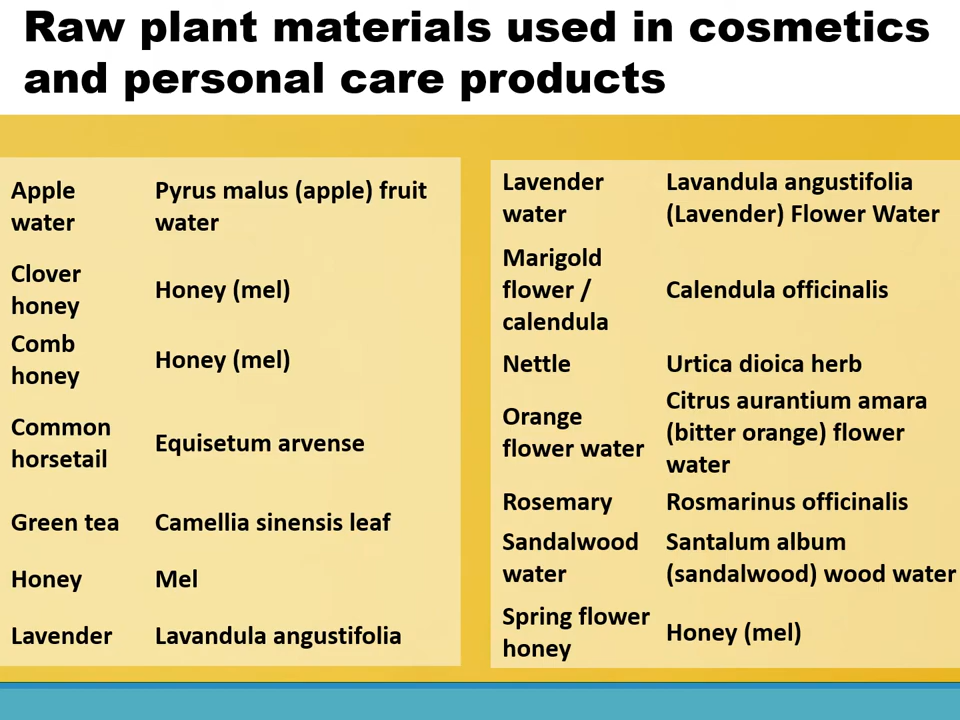 Raw plant materials used in cosmetics
and personal care products
Apple
water
Pyrus malus (apple) fruit
water
Clover
honey
Honey (mel)
Comb
honey
Honey (mel)
Common
horsetail
Equisetum arvense
Green tea
Camellia sinensis leaf
Honey
Mel
Lavender
Lavandula angustifolia
Lavender
water
Lavandula angustifolia
(Lavender) Flower Water
Marigold
flower /
calendula
Calendula officinalis
Nettle
Urtica dioica herb
Orange
flower water
Citrus aurantium amara
(bitter orange) flower
water
Rosemary
Rosmarinus officinalis
Sandalwood
water
Santalum album
(sandalwood) wood water
Spring flower
honey
Honey (mel)